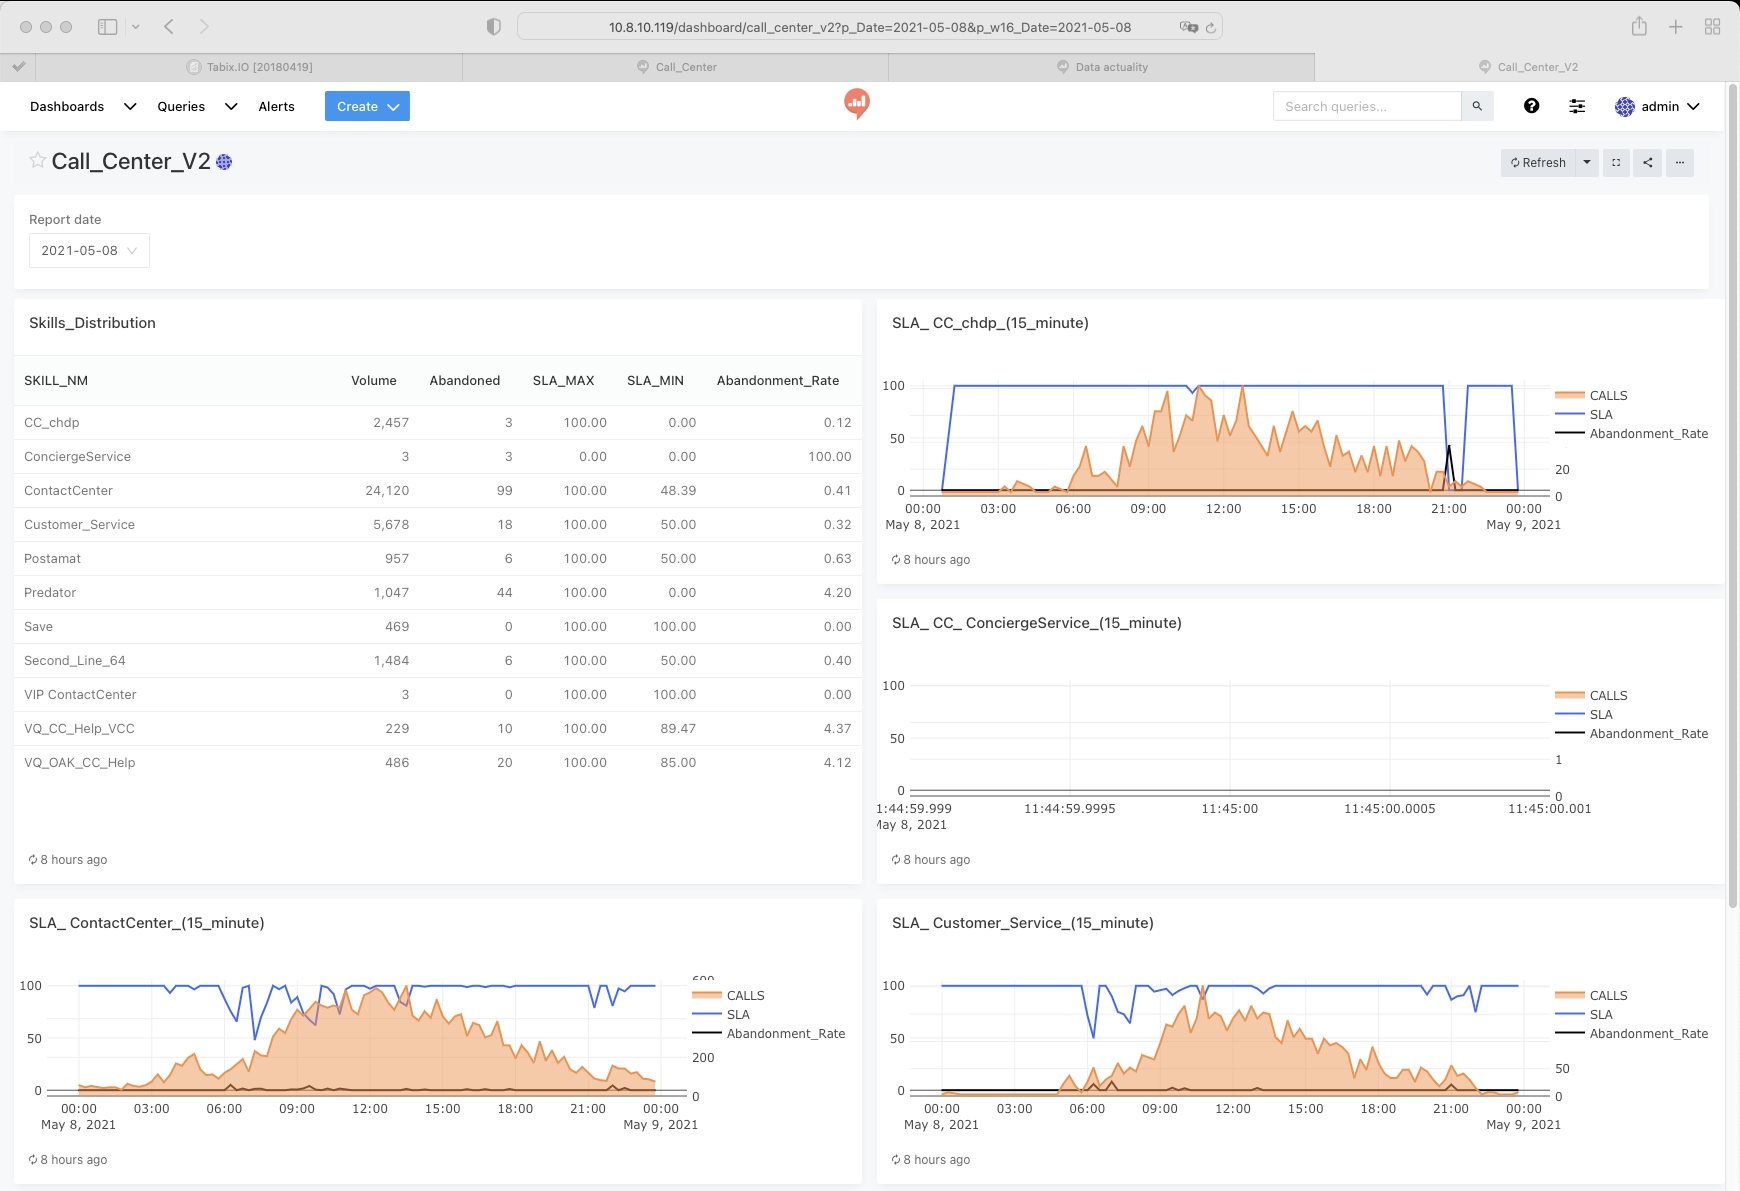 10.8.10.119/dashboard/call_center_v2?p_Date=2021-05-08&p_w16_Date=2021-05-08
Tabix.IO [20180419]
Call_Center
Data actuality
Call_Center_V2
Dashboards
Queries
Alerts
Create
Search queries...
admin
Call_Center_V2
Refresh
Report date
2021-05-08
Skills_Distribution
SKILL_NM Volume Abandoned SLA_MAX SLA_MIN Abandonment_Rate
CC_chdp 2,457 3 100.00 0.00 0.12
ConciergeService 3 3 0.00 0.00 100.00
ContactCenter 24,120 99 100.00 48.39 0.41
Customer_Service 5,678 18 100.00 50.00 0.32
Postamat 957 6 100.00 50.00 0.63
Predator 1,047 44 100.00 0.00 4.20
Save 469 0 100.00 100.00 0.00
Second_Line_64 1,484 6 100.00 50.00 0.40
VIP ContactCenter 3 0 100.00 100.00 0.00
VQ_CC_Help_VCC 229 10 100.00 89.47 4.37
VQ_OAK_CC_Help 486 20 100.00 85.00 4.12
8 hours ago
SLA_ CC_chdp_(15_minute)
100
50
0
20
0
CALLS
SLA
Abandonment_Rate
00:00 03:00 06:00 09:00 12:00 15:00 18:00 21:00 00:00
May 8, 2021 May 9, 2021
8 hours ago
SLA_ CC_ ConciergeService_(15_minute)
100
50
0
1
0
CALLS
SLA
Abandonment_Rate
1:44:59.999 11:44:59.9995 11:45:00 11:45:00.0005 11:45:00.001
May 8, 2021
8 hours ago
SLA_ ContactCenter_(15_minute)
100
50
0
600
200
0
CALLS
SLA
Abandonment_Rate
00:00 03:00 06:00 09:00 12:00 15:00 18:00 21:00 00:00
May 8, 2021 May 9, 2021
8 hours ago
SLA_ Customer_Service_(15_minute)
100
50
0
50
0
CALLS
SLA
Abandonment_Rate
00:00 03:00 06:00 09:00 12:00 15:00 18:00 21:00 00:00
May 8, 2021 May 9, 2021
8 hours ago